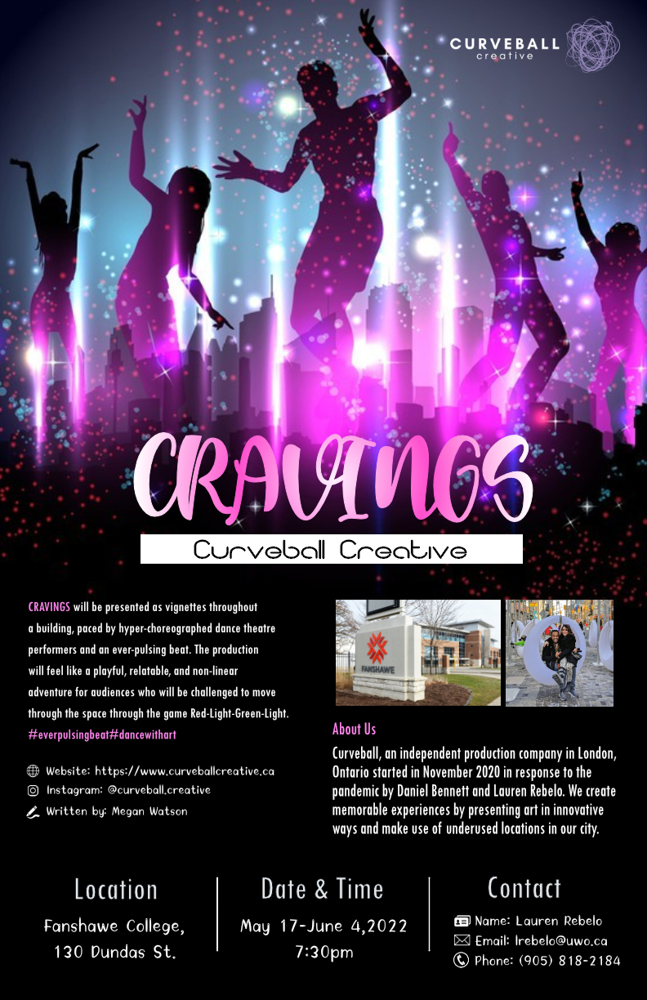 CURVEBALL
creative
CRAVINGS
Curveball Creative
CRAVINGS will be presented as vignettes throughout
a building, paced by hyper-choreographed dance theatre
performers and an ever-pulsing beat. The production
will feel like a playful, relatable, and non-linear
adventure for audiences who will be challenged to move
through the space through the game Red-Light-Green-Light.
#everpulsingbeat#dancewithart
Website: https://www.curveballcreative.ca
Instagram: @curveball.creative
Written by: Megan Watson
FANSHAWE
About Us
Curveball, an independent production company in London,
Ontario started in November 2020 in response to the
pandemic by Daniel Bennett and Lauren Rebelo. We create
memorable experiences by presenting art in innovative
ways and make use of underused locations in our city.
Location
Fanshawe College,
130 Dundas St.
Date & Time
May 17-June 4,2022
7:30pm
Contact
Name: Lauren Rebelo
Email: lrebelo@uwo.ca
Phone: (905) 818-2184